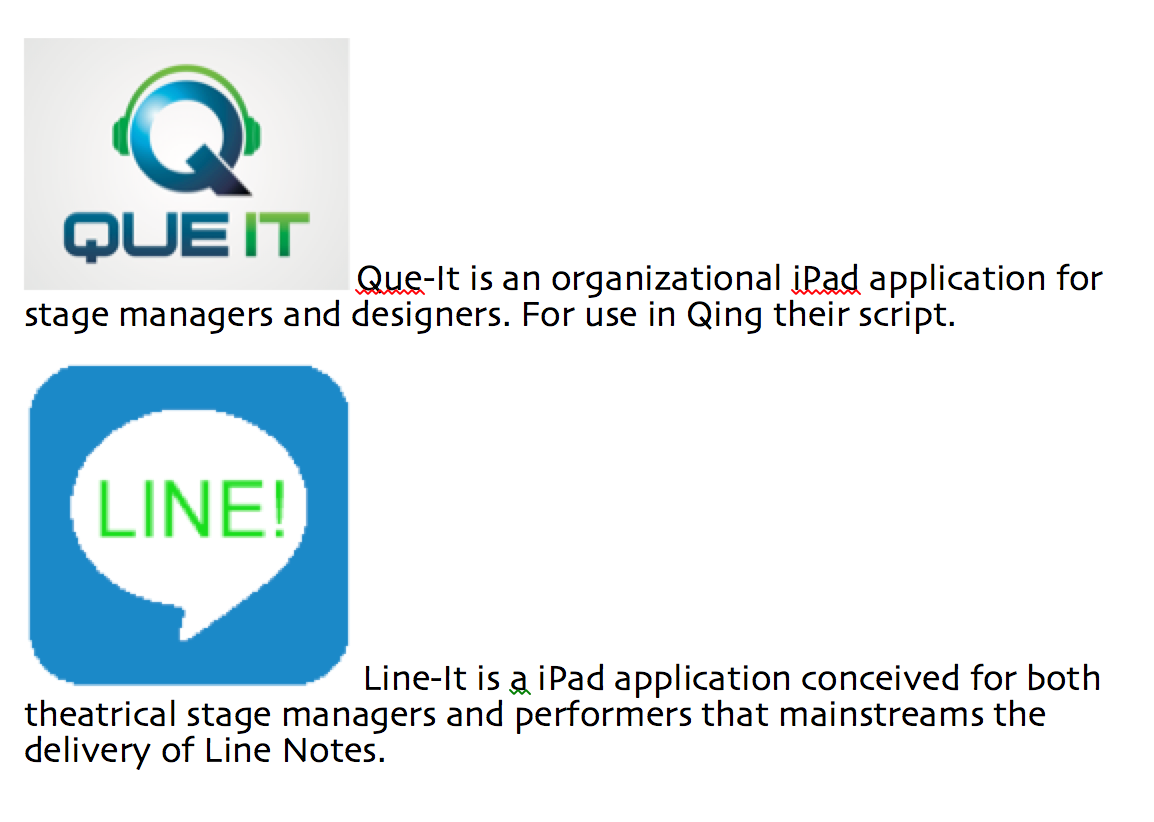 Q
QUE IT
Que-It is an organizational iPad application for
stage managers and designers. For use in Qing their script.
LINE!
Line-It is a iPad application conceived for both
theatrical stage managers and performers that mainstreams the
delivery of Line Notes.